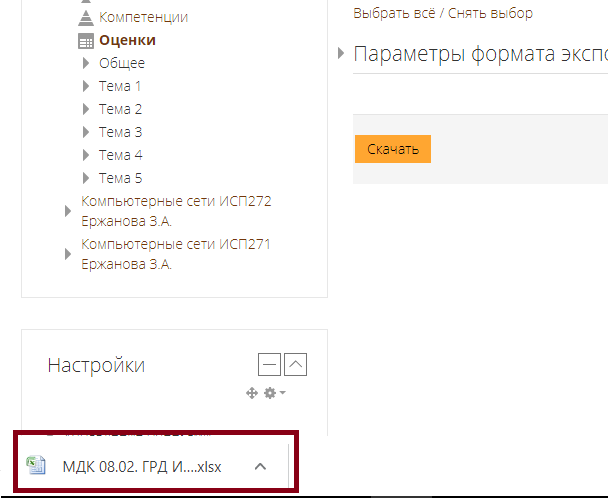 Компетенции
Оценки
Общее
Тема 1
Тема 2
Тема 3
Тема 4
Тема 5
Компьютерные сети ИСП272
Ержанова З.А.
Компьютерные сети ИСП271
Ержанова З.А.
Настройки
Выбрать всё / Снять выбор
Параметры формата экспо
Скачать
МДК 08.02. ГРД И....xlsx